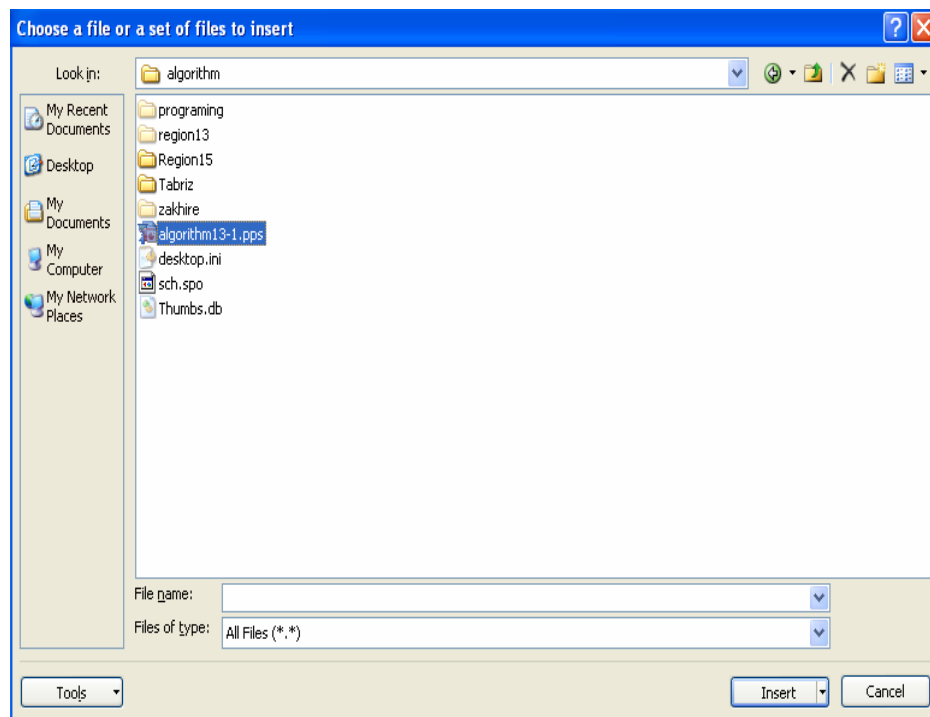 Choose a file or a set of files to insert
?
X
Look in:
algorithm
My Recent
Documents
Desktop
My
Documents
My
Computer
My Network
Places
programing
region13
Region15
Tabriz
zakhire
algorithm13-1.pps
desktop.ini
sch.spo
Thumbs.db
File name:
Files of type:
All Files (*.*)
Tools
Insert
Cancel